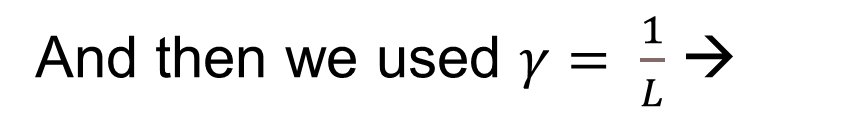 And then we used γ = 1/L →